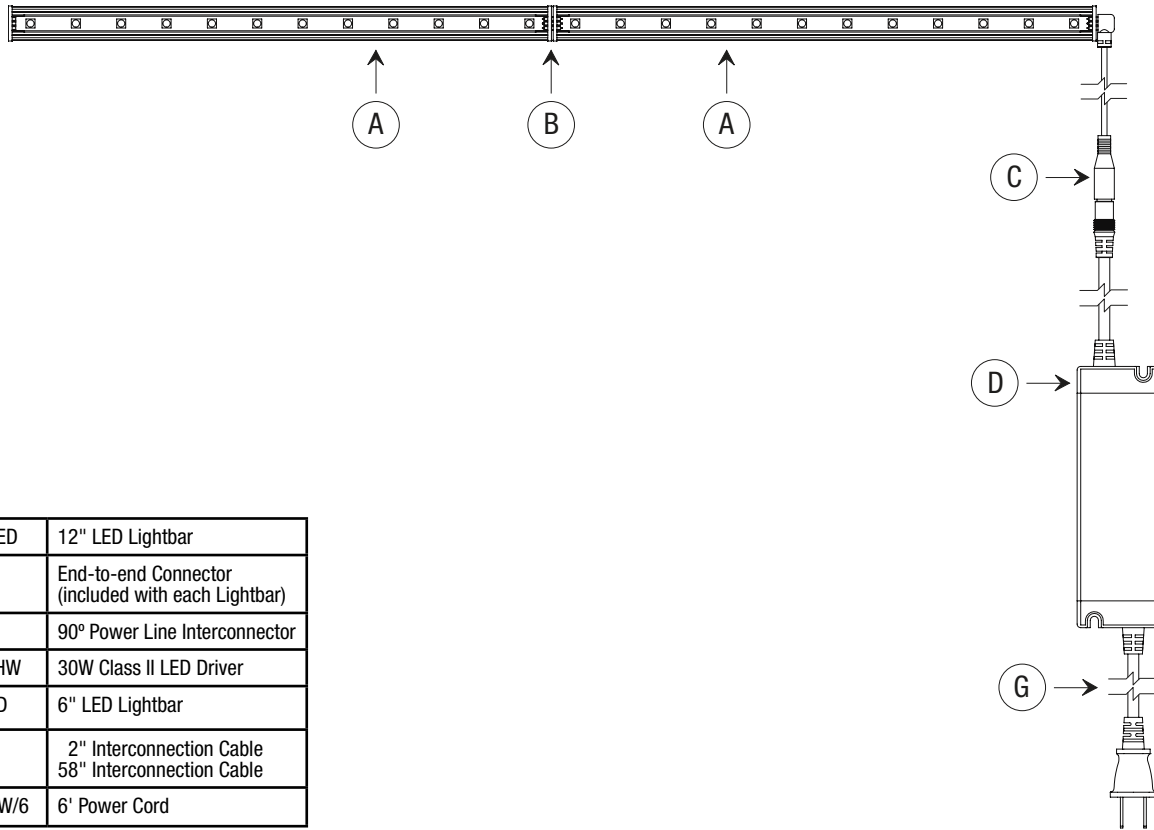 A
B
A
C
D
G
ED 12" LED Lightbar
End-to-end Connector
(included with each Lightbar)
90º Power Line Interconnector
HW 30W Class II LED Driver
D 6" LED Lightbar
2" Interconnection Cable
58" Interconnection Cable
W/6 6' Power Cord